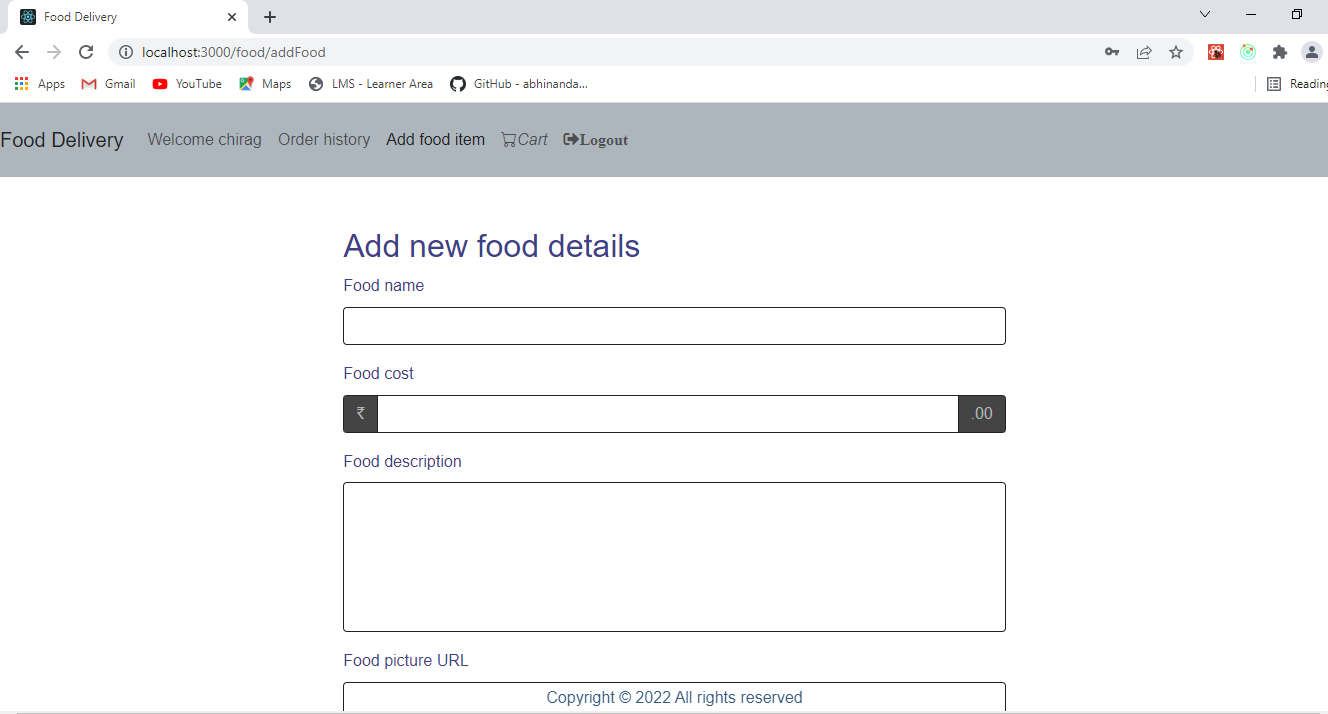 Food Delivery
localhost:3000/food/addFood
Apps Gmail YouTube Maps LMS - Learner Area GitHub - abhinanda... Reading
Food Delivery Welcome chirag Order history Add food item Cart Logout
Add new food details
Food name
Food cost
₹ .00
Food description
Food picture URL
Copyright © 2022 All rights reserved